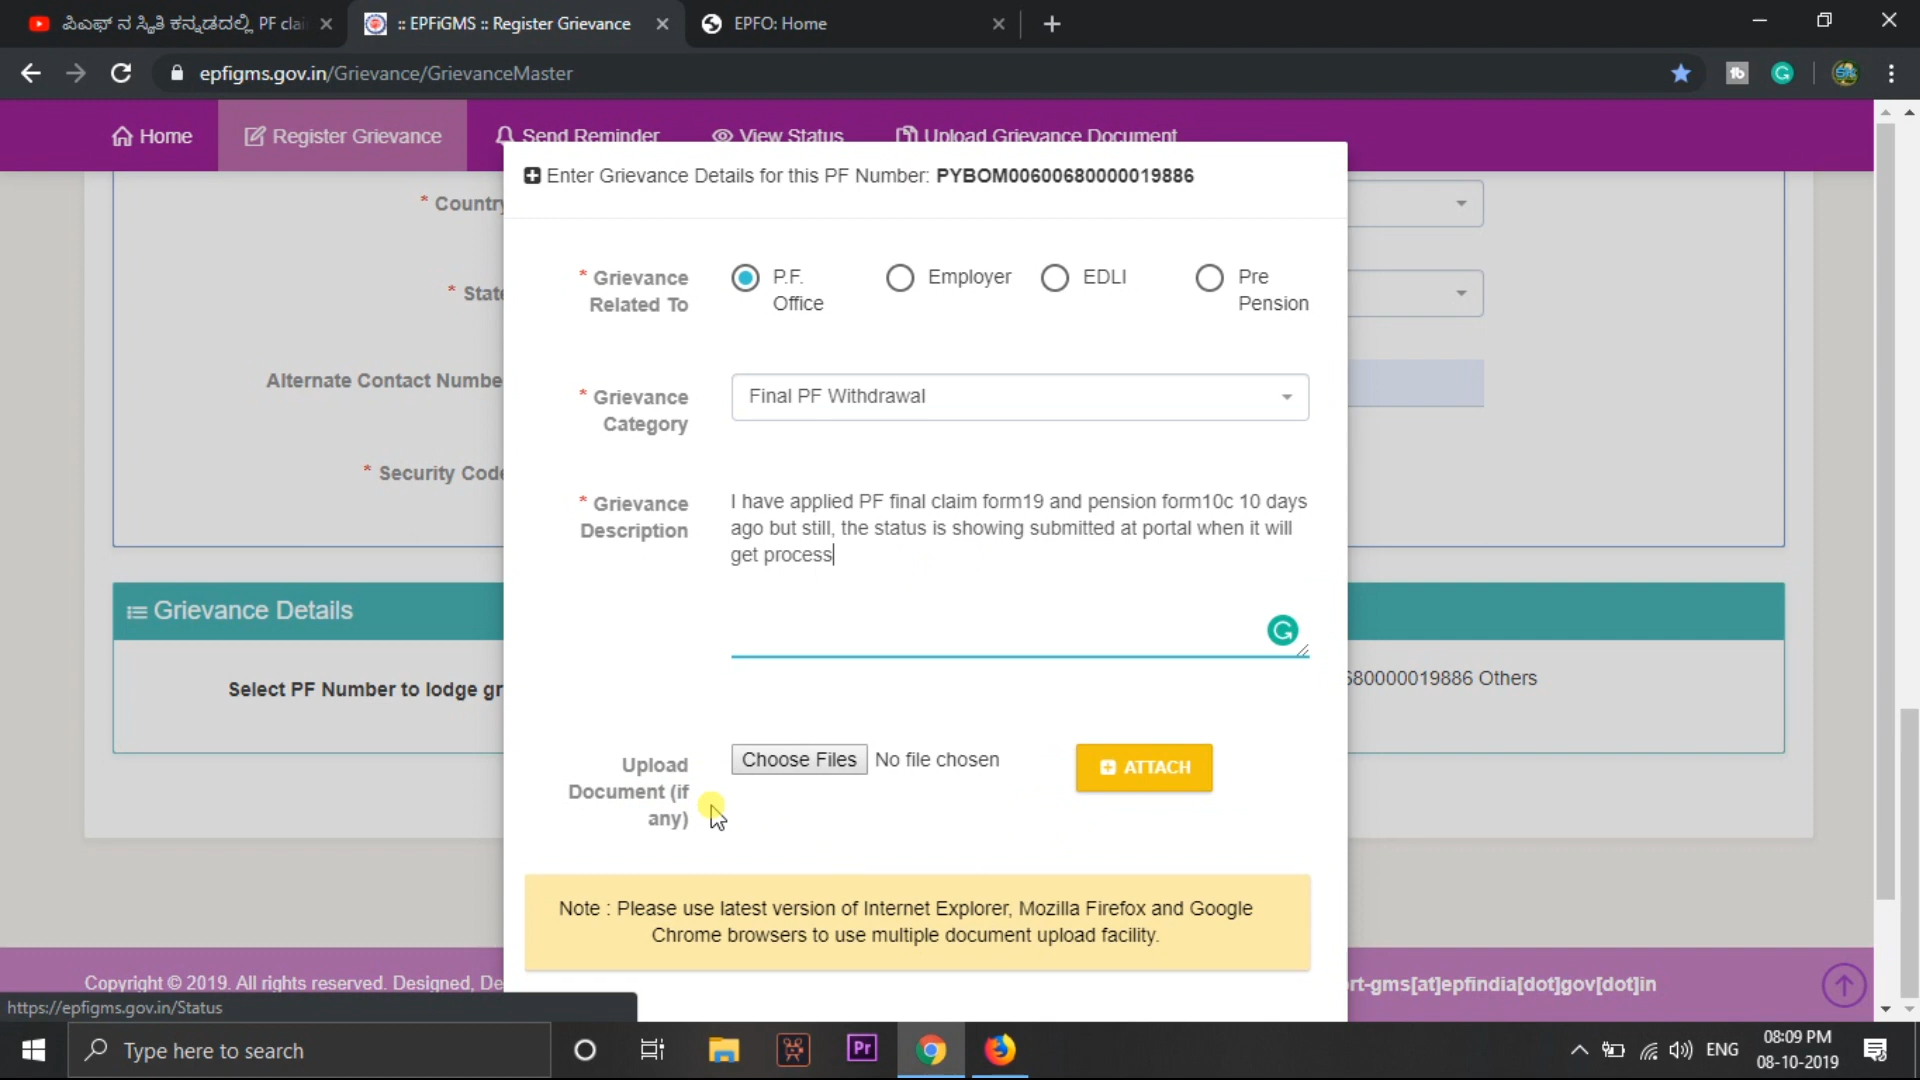 ಪಿಎಫ್ ನ ಸ್ಥಿತಿ ಕನ್ನಡದಲ್ಲಿ, PF clai
:: EPFiGMS :: Register Grievance
EPFO: Home
epfigms.gov.in/Grievance/GrievanceMaster
Home
Register Grievance
Send Reminder
View Status
Upload Grievance Document
Enter Grievance Details for this PF Number: PYBOM00600680000019886
* Country
* State
Alternate Contact Numbe
* Security Code
* Grievance Related To
P.F. Office
Employer
EDLI
Pre Pension
* Grievance Category
Final PF Withdrawal
* Grievance Description
I have applied PF final claim form19 and pension form10c 10 days
ago but still, the status is showing submitted at portal when it will
get process
Grievance Details
Select PF Number to lodge gr
680000019886 Others
Upload Document (if any)
Choose Files No file chosen
ATTACH
Note : Please use latest version of Internet Explorer, Mozilla Firefox and Google
Chrome browsers to use multiple document upload facility.
Copyright © 2019. All rights reserved. Designed, De
rt-gms[at]epfindia[dot]gov[dot]in
https://epfigms.gov.in/Status
Type here to search
Pr
ENG
08:09 PM
08-10-2019